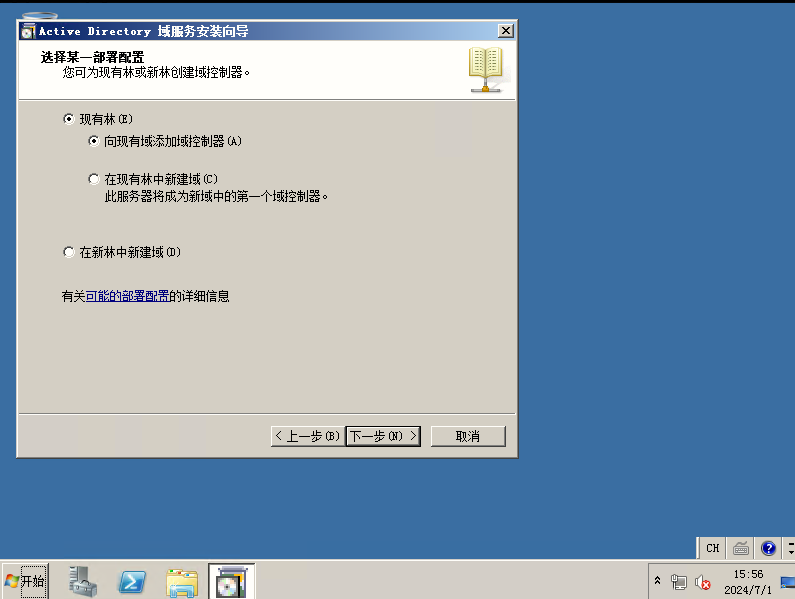 Active Directory 域服务安装向导
选择某一部署配置
您可为现有林或新林创建域控制器。
现有林(E)
向现有域添加域控制器(A)
在现有林中新建域(C)
此服务器将成为新域中的第一个域控制器。
在新林中新建域(D)
有关可能的部署配置的详细信息
< 上一步(B)
下一步(N) >
取消
CH
开始
15:56
2024/7/1